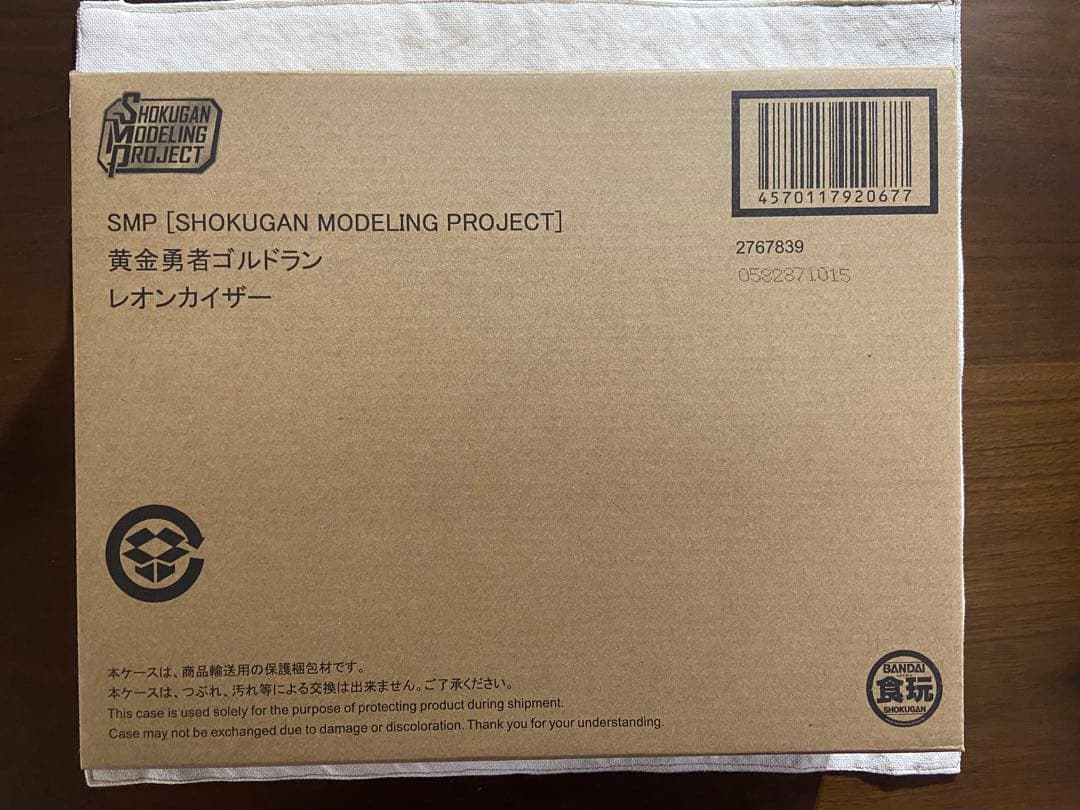 SHOKUGAN
MODELING
PROJECT
SMP [SHOKUGAN MODELING PROJECT]
黄金勇者ゴルドラン
レオンカイザー
4570117920677
2767839
0582871015
本ケースは、商品輸送用の保護梱包材です。
本ケースは、つぶれ、汚れ等による交換は出来ません。ご了承ください。
This case is used solely for the purpose of protecting product during shipment.
Case may not be exchanged due to damage or discoloration. Thank you for your understanding.
BANDAI
食玩
SHOKUGAN